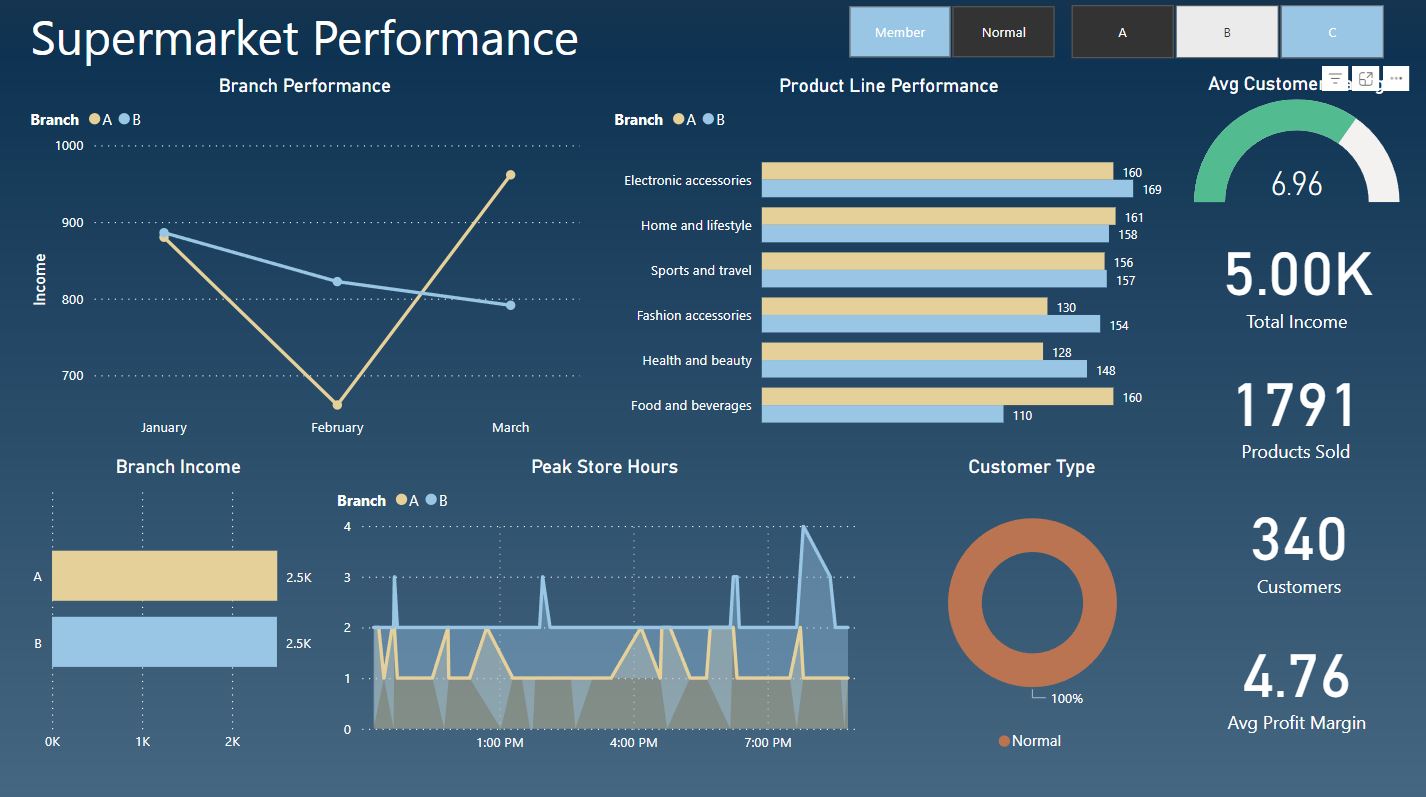 Supermarket Performance
Member
Normal
A
B
C
Branch Performance
Branch A B
1000
900
800
700
Income
January
February
March
Product Line Performance
Branch A B
Electronic accessories 160
169
Home and lifestyle 161
158
Sports and travel 156
157
Fashion accessories 130
154
Health and beauty 128
148
Food and beverages 160
110
Avg Customer
6.96
5.00K
Total Income
1791
Products Sold
340
Customers
4.76
Avg Profit Margin
Branch Income
A 2.5K
B 2.5K
0K 1K 2K
Peak Store Hours
Branch A B
4
3
2
1
0
1:00 PM 4:00 PM 7:00 PM
Customer Type
100%
Normal